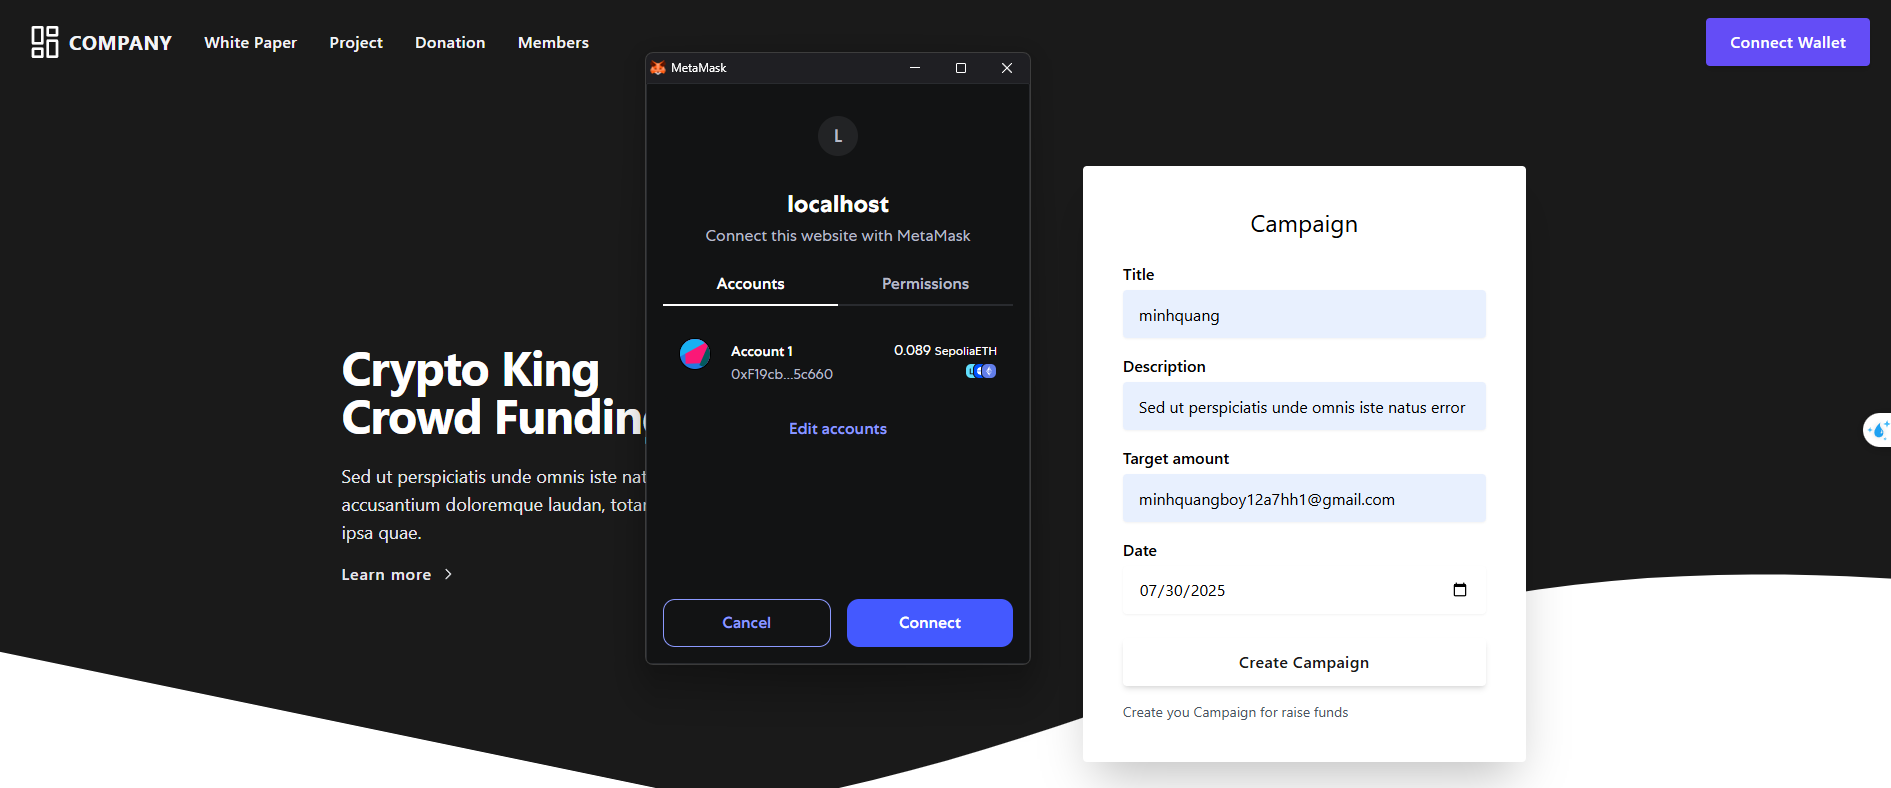 COMPANY
White Paper
Project
Donation
Members
Connect Wallet
MetaMask
L
localhost
Connect this website with MetaMask
Accounts
Permissions
Account 1
0.089 SepoliaETH
0xF19cb...5c660
Edit accounts
Cancel
Connect
Crypto King
Crowd Funding
Sed ut perspiciatis unde omnis iste nat
accusantium doloremque laudan, totar
ipsa quae.
Learn more
Campaign
Title
minhquang
Description
Sed ut perspiciatis unde omnis iste natus error
Target amount
minhquangboy12a7hh1@gmail.com
Date
07/30/2025
Create Campaign
Create you Campaign for raise funds